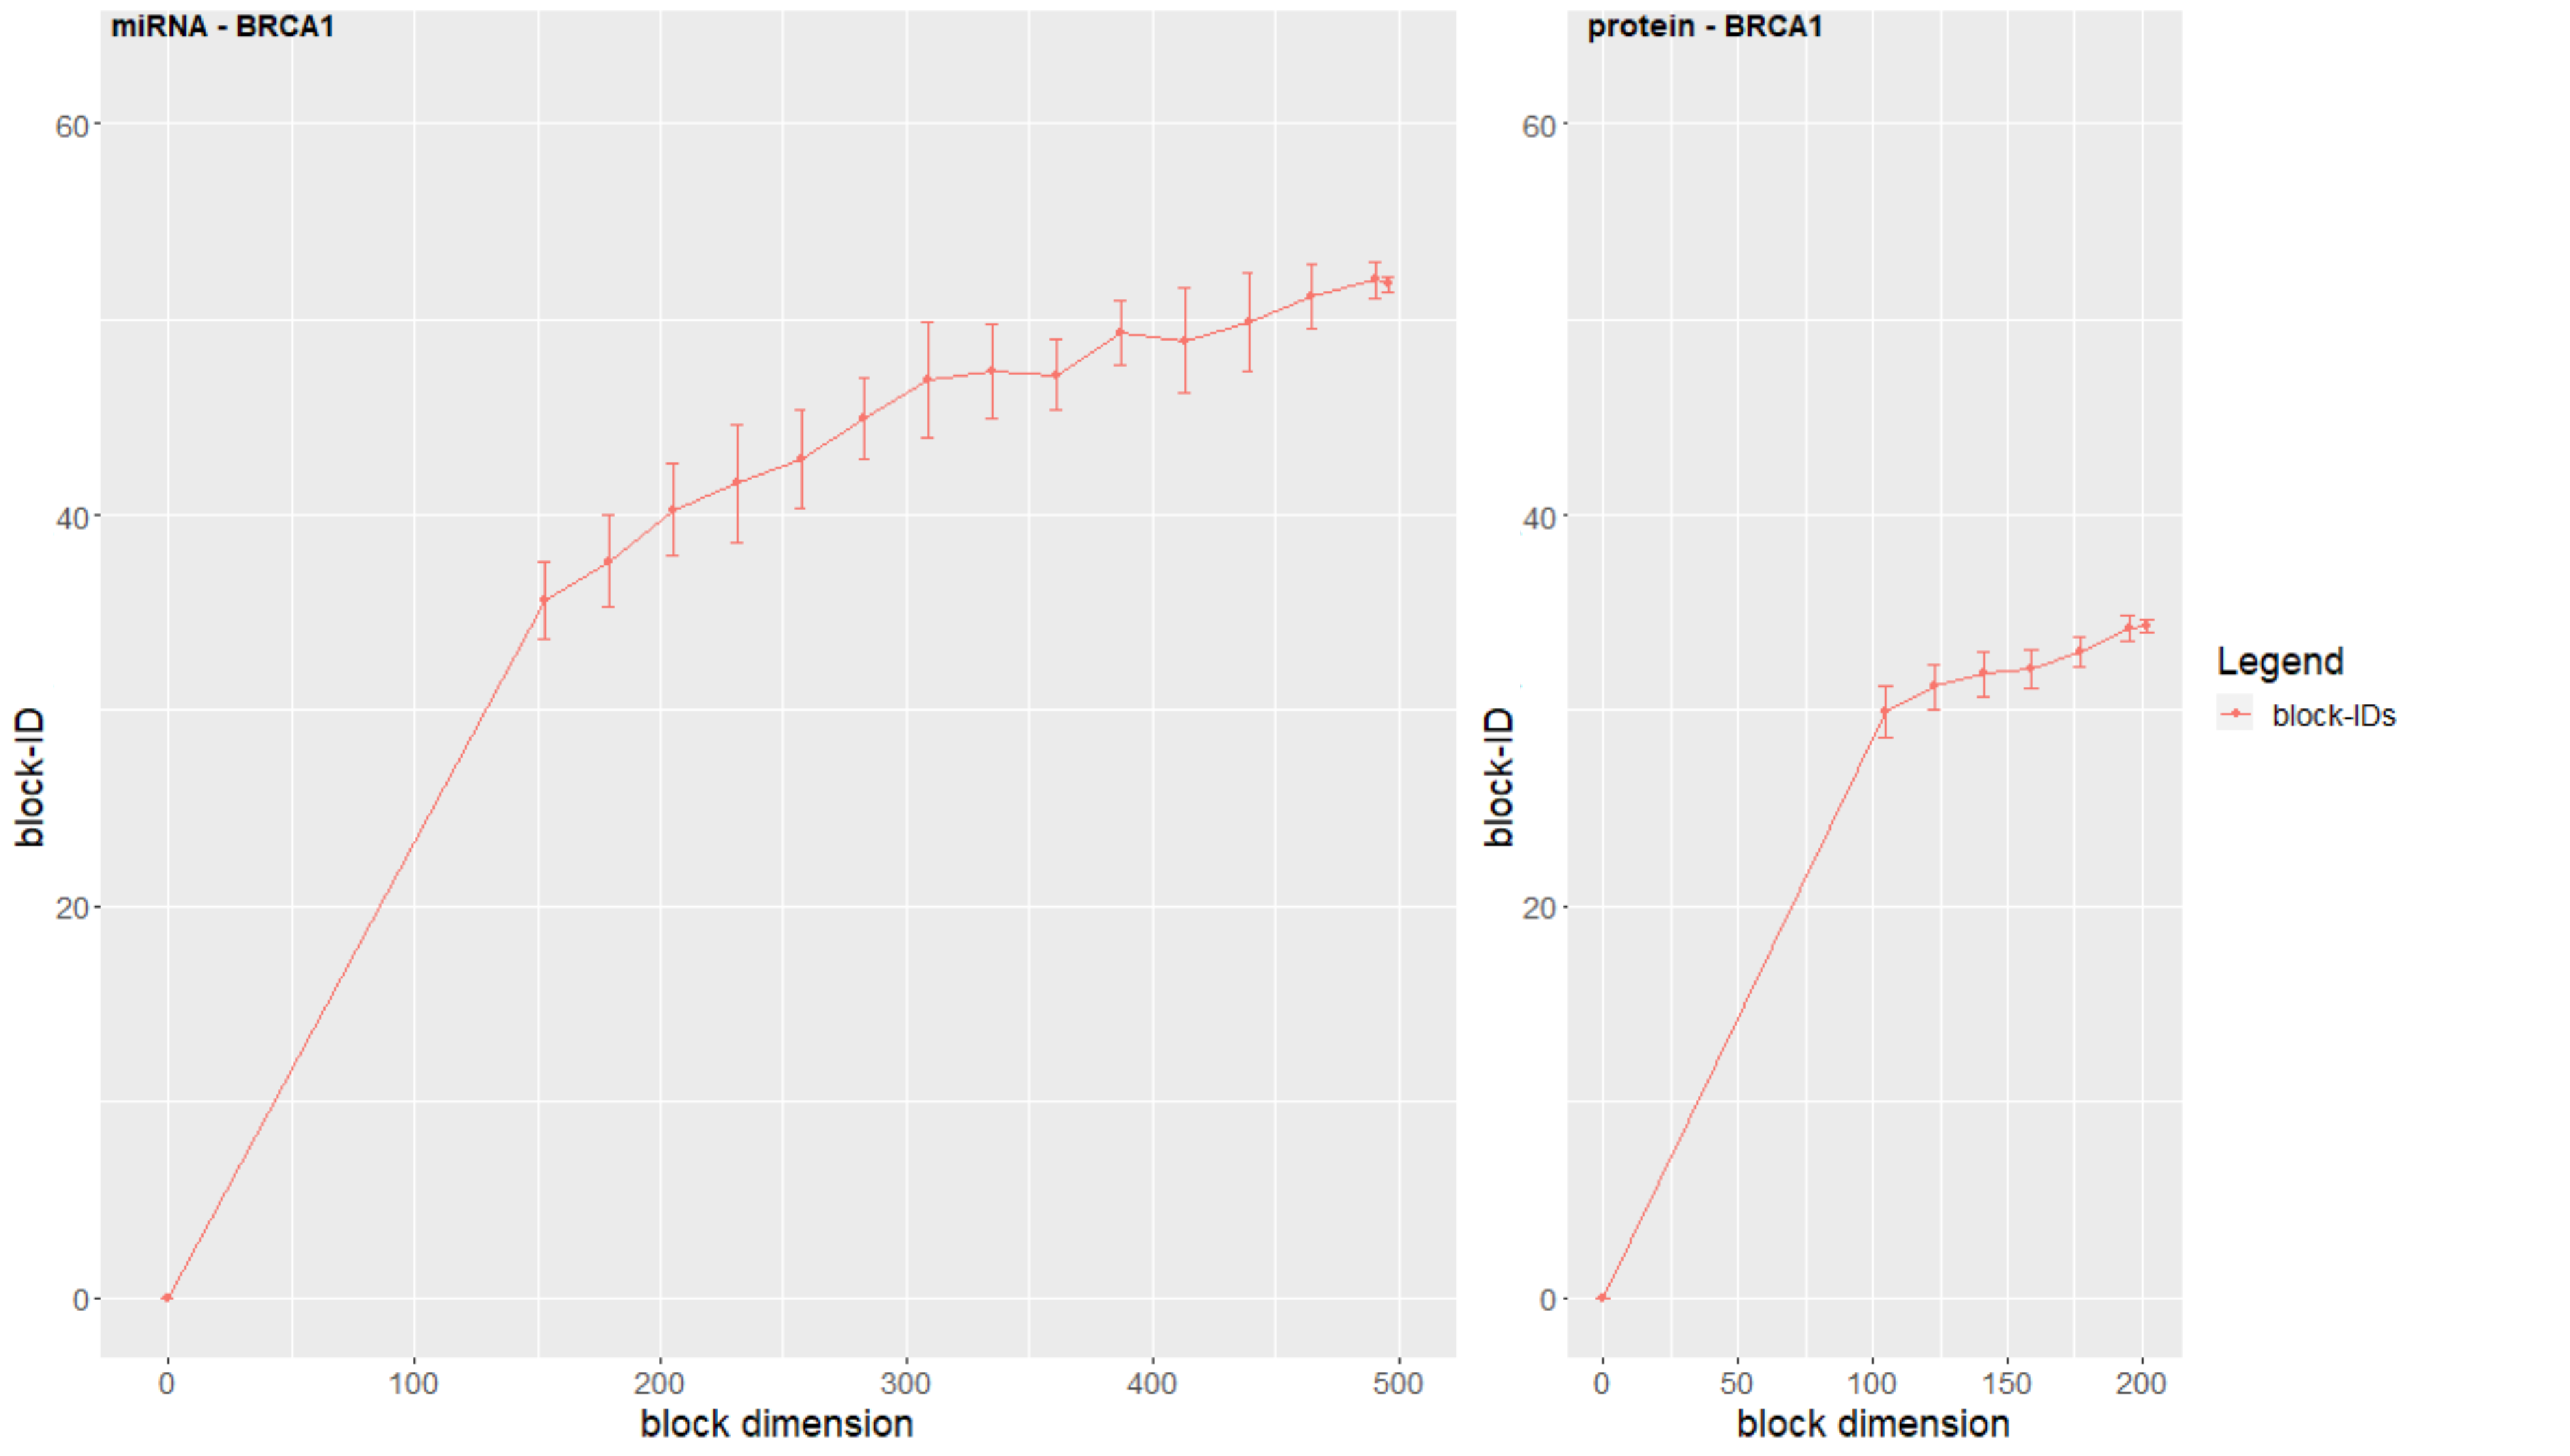 miRNA - BRCA1
60
40
20
0
block-ID
0 100 200 300 400 500
block dimension
protein - BRCA1
60
40
20
0
block-ID
0 50 100 150 200
block dimension
Legend
block-IDs